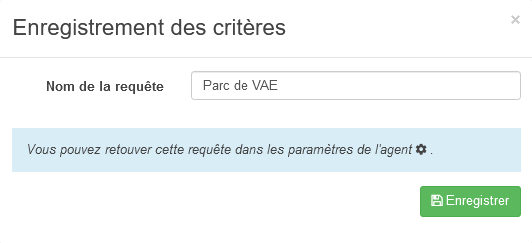 Enregistrement des critères
×
Nom de la requête
Parc de VAE
Vous pouvez retouver cette requête dans les paramètres de l'agent .
Enregistrer